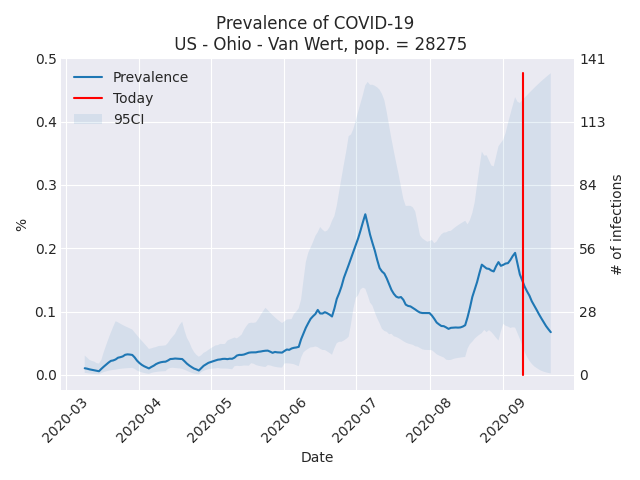 Prevalence of COVID-19
US - Ohio - Van Wert, pop. = 28275
Prevalence
Today
95CI
0.5
0.4
0.3
0.2
0.1
0.0
%
141
113
84
56
28
0
# of infections
2020-03
2020-04
2020-05
2020-06
2020-07
2020-08
2020-09
Date